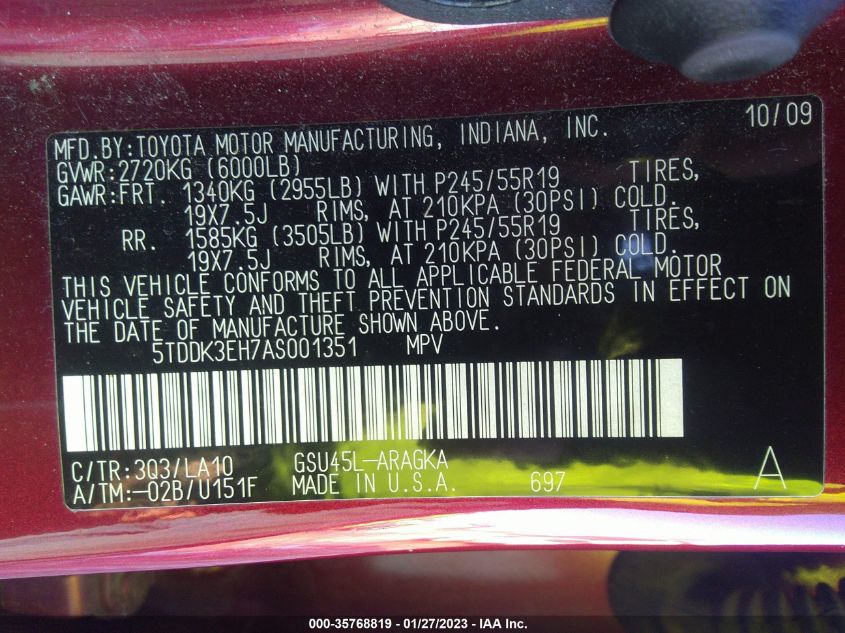 10/09
MFD.BY:TOYOTA MOTOR MANUFACTURING, INDIANA, INC.
GVWR:2720KG (6000LB)
GAWR:FRT. 1340KG (2955LB) WITH P245/55R19 TIRES,
19X7.5J RIMS, AT 210KPA (30PSI) COLD.
RR. 1585KG (3505LB) WITH P245/55R19 TIRES,
19X7.5J RIMS, AT 210KPA (30PSI) COLD.
THIS VEHICLE CONFORMS TO ALL APPLICABLE FEDERAL MOTOR
VEHICLE SAFETY AND THEFT PREVENTION STANDARDS IN EFFECT ON
THE DATE OF MANUFACTURE SHOWN ABOVE.
5TDDK3EH7AS001351 MPV
C/TR:3Q3/LA10 GSU45L-ARAGKA
A/TM:-02B/U151F MADE IN U.S.A. 697 A
000-35768819 - 01/27/2023 - IAA Inc.